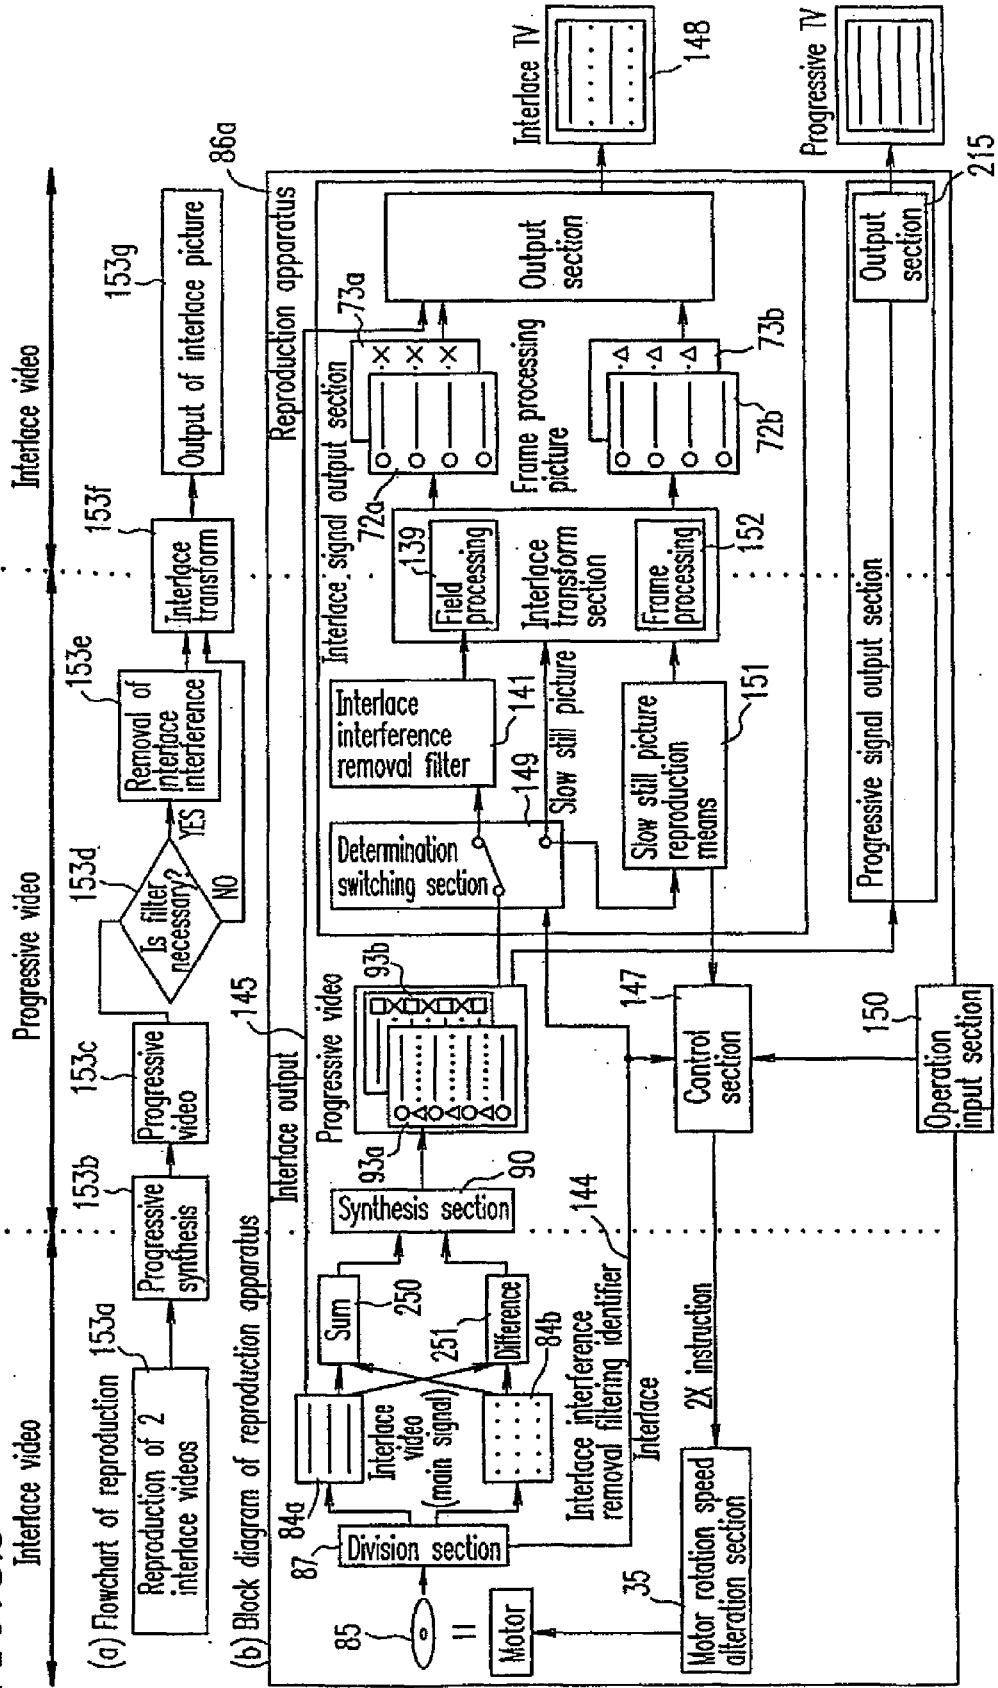 Interlace video
Progressive video
Interlace video
(a) Flowchart of reproduction
153a
Reproduction of 2
interlace videos
153b
Progressive
synthesis
153c
Progressive
video
153d
Is filter
necessary?
YES
NO
153e
Removal of
interlace
interference
153f
Interlace
transform
153g
Output of interlace picture
(b) Block diagram of reproduction apparatus
Interlace output
145
Reproduction apparatus
86a
85
Motor
87
Division section
84a
Interlace
video
(main signal)
84b
Sum
250
251
Difference
Synthesis section
90
Progressive video
93a
93b
Interlace interference
removal filtering identifier
144
Interlace
Interlace signal output section
Determination
switching section
149
Interlace
interference
removal filter
141
Slow still picture
Slow still picture
reproduction
means
151
139
Field
processing
Interlace
transform
section
Frame
processing
152
72a
73a
Frame processing
picture
72b
73b
Output
section
Interlace TV
148
35
Motor rotation speed
alteration section
2X instruction
147
Control
section
150
Operation
input section
Progressive signal output section
Output
section
215
Progressive TV